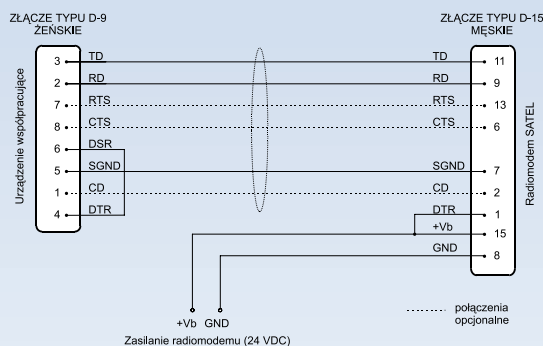 ZŁĄCZE TYPU D-9
ŻEŃSKIE
ZŁĄCZE TYPU D-15
MĘSKIE
Urządzenie współpracujące
Radiomodem SATEL
3 TD TD 11
2 RD RD 9
7 RTS RTS 13
8 CTS CTS 6
6 DSR
5 SGND SGND 7
1 CD CD 2
4 DTR DTR 1
+Vb 15
GND 8
+Vb GND
Zasilanie radiomodemu (24 VDC)
połączenia
opcjonalne